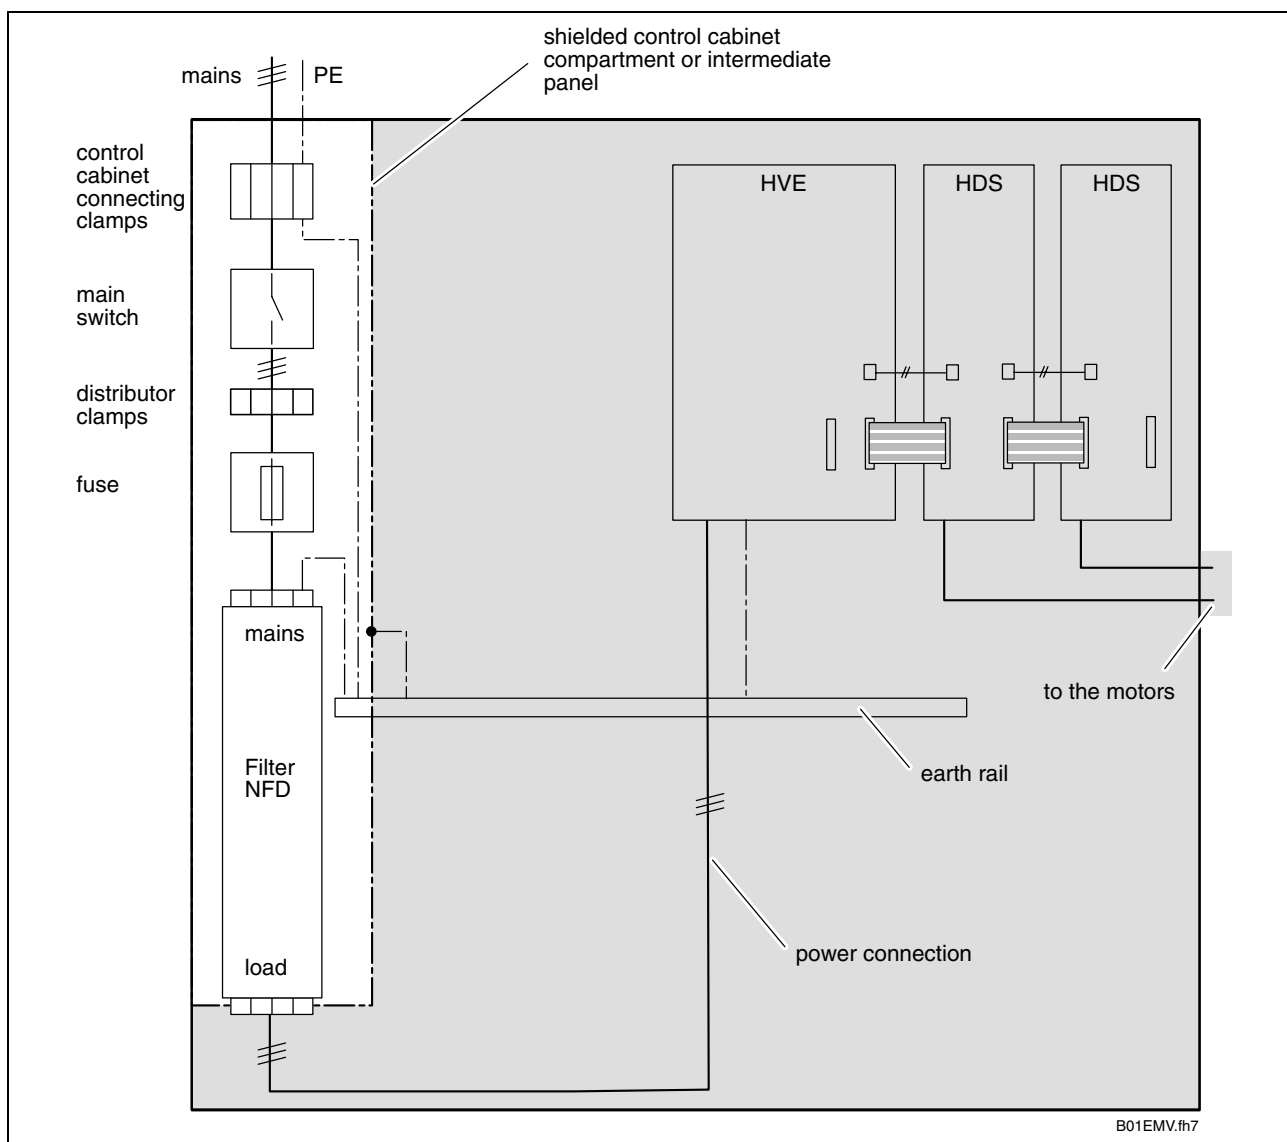 shielded control cabinet
compartment or intermediate
panel
mains
PE
control
cabinet
connecting
clamps
HVE
HDS
HDS
main
switch
distributor
clamps
fuse
mains
to the motors
Filter
NFD
earth rail
power connection
load
B01EMV.fh7